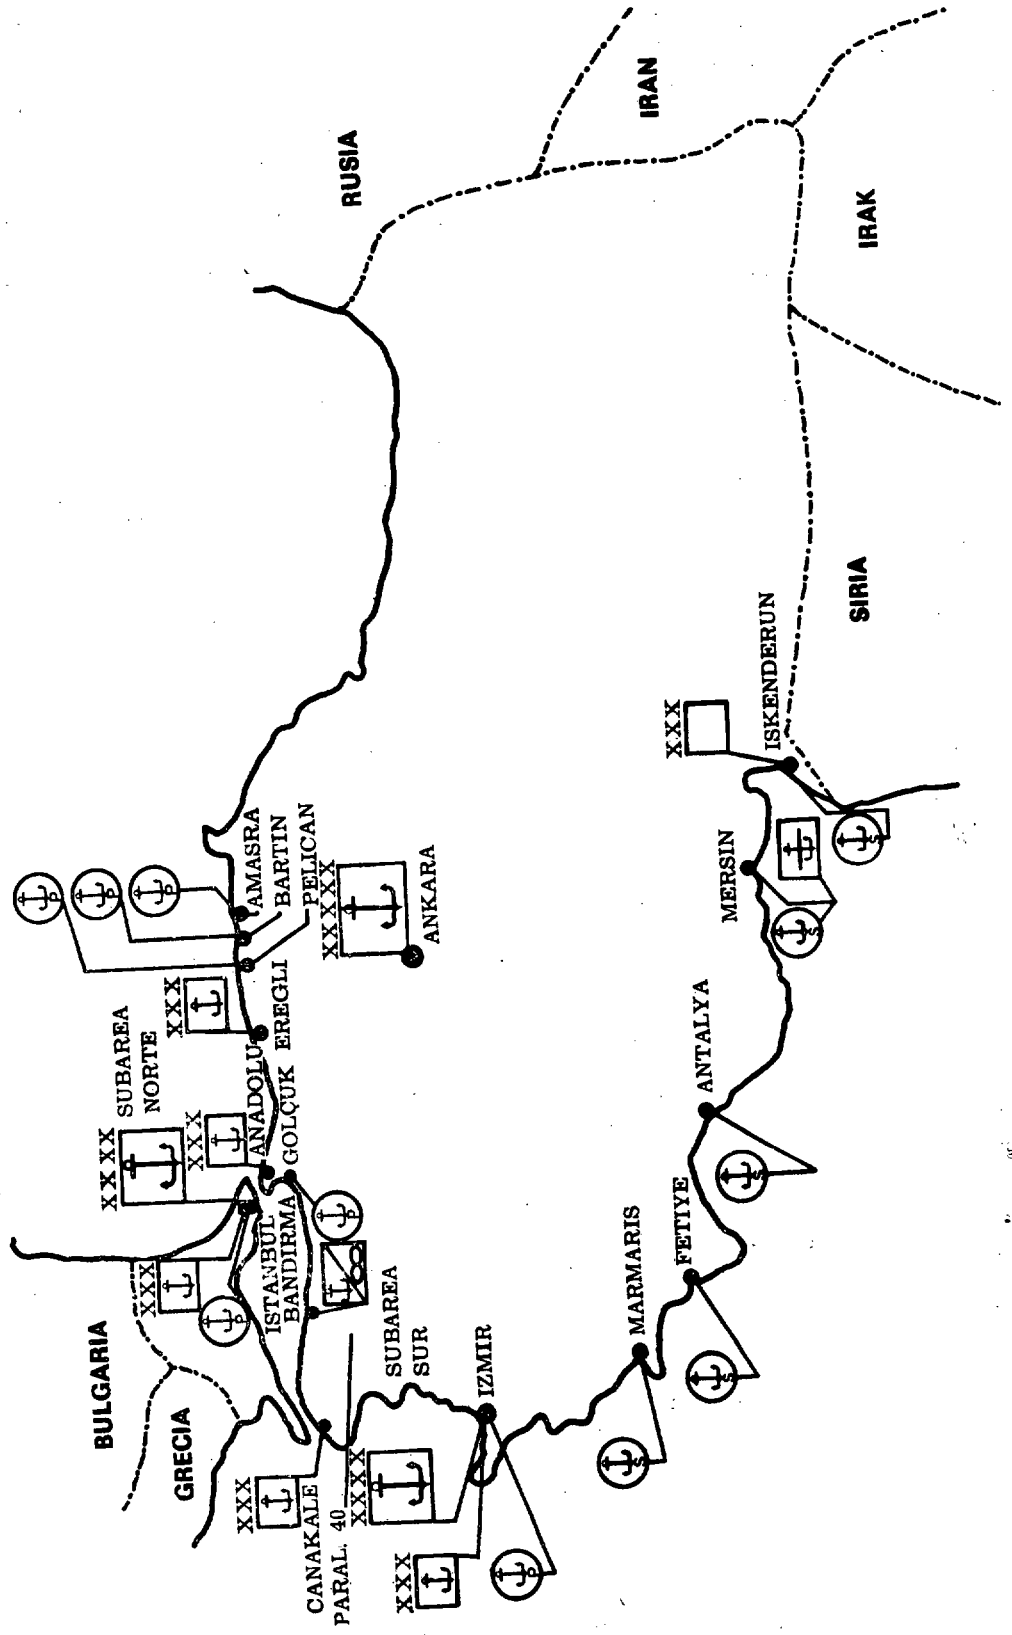 RUSIA
IRAN
IRAK
SIRIA
BULGARIA
GRECIA
SUBAREA
NORTE
XXXX
XXX
XXX
XXX
P
P
P
AMASRA
BARTIN
PELICAN
EREGLI
ANADOLU
GOLÇUK
XXXXX
ANKARA
P
P
ISTANBUL
BANDIRMA
SUBAREA
SUR
XXX
CANAKALE
PARAL. 40
XXXX
XXX
P
IZMIR
MARMARIS
S
FETIYE
S
ANTALYA
S
MERSIN
S
XXX
ISKENDERUN
S